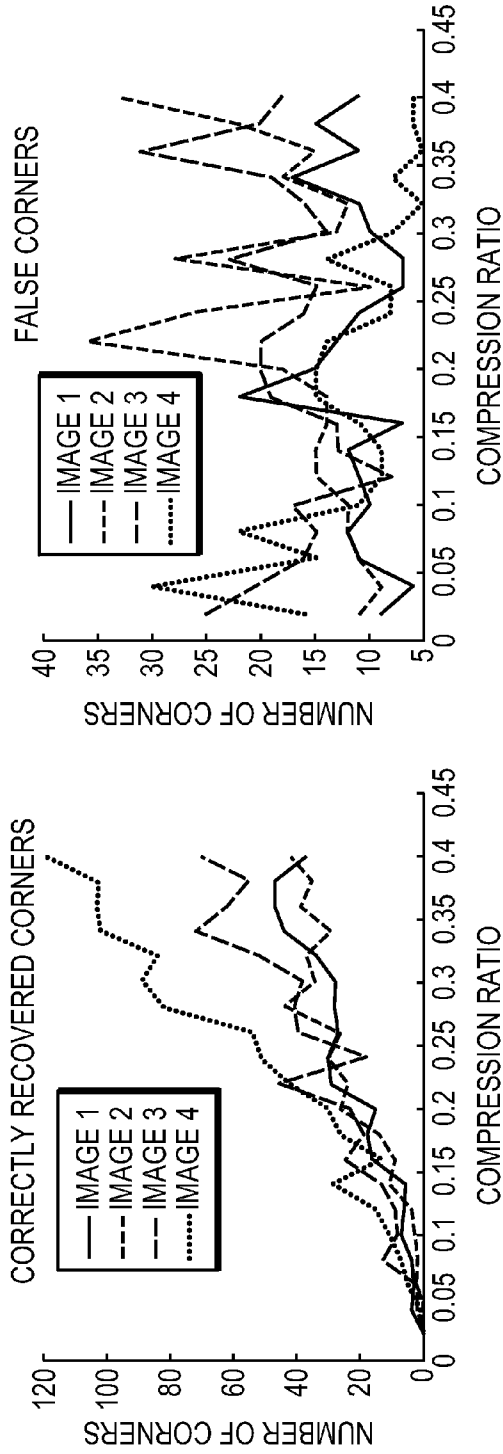 CORRECTLY RECOVERED CORNERS
120
100
80
60
40
20
0
NUMBER OF CORNERS
IMAGE 1
IMAGE 2
IMAGE 3
IMAGE 4
0 0.05 0.1 0.15 0.2 0.25 0.3 0.35 0.4 0.45
COMPRESSION RATIO
FALSE CORNERS
40
35
30
25
20
15
10
5
NUMBER OF CORNERS
IMAGE 1
IMAGE 2
IMAGE 3
IMAGE 4
0 0.05 0.1 0.15 0.2 0.25 0.3 0.35 0.4 0.45
COMPRESSION RATIO